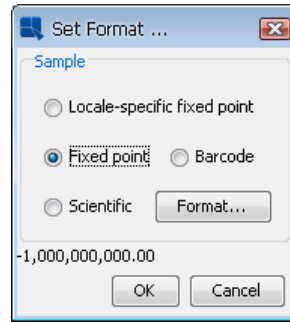 Set Format ...
Sample
Locale-specific fixed point
Fixed point Barcode
Scientific Format...
-1,000,000,000.00
OK Cancel